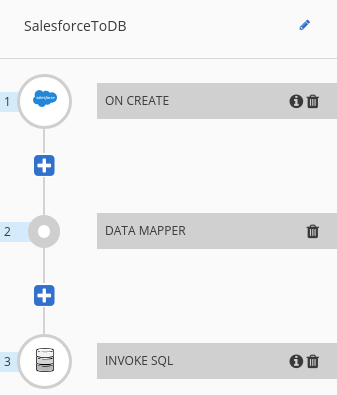 SalesforceToDB
1
salesforce
ON CREATE
2
DATA MAPPER
3
INVOKE SQL